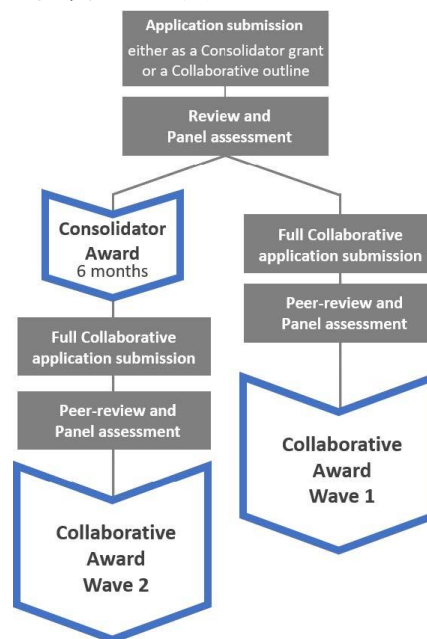 Application submission
either as a Consolidator grant
or a Collaborative outline
Review and
Panel assessment
Consolidator
Award
6 months
Full Collaborative
application submission
Peer-review and
Panel assessment
Collaborative
Award
Wave 2
Full Collaborative
application submission
Peer-review and
Panel assessment
Collaborative
Award
Wave 1